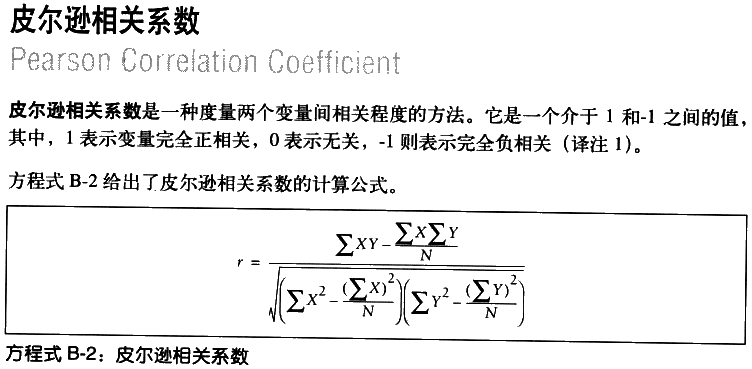 皮尔逊相关系数
Pearson Correlation Coefficient
皮尔逊相关系数是一种度量两个变量间相关程度的方法。它是一个介于 1 和-1 之间的值，
其中，1 表示变量完全正相关，0 表示无关，-1 则表示完全负相关（译注 1）。
方程式 B-2 给出了皮尔逊相关系数的计算公式。
r = \frac{\sum XY - \frac{\sum X \sum Y}{N}}{\sqrt{\left(\sum X^2 - \frac{(\sum X)^2}{N}\right)\left(\sum Y^2 - \frac{(\sum Y)^2}{N}\right)}}
方程式 B-2：皮尔逊相关系数